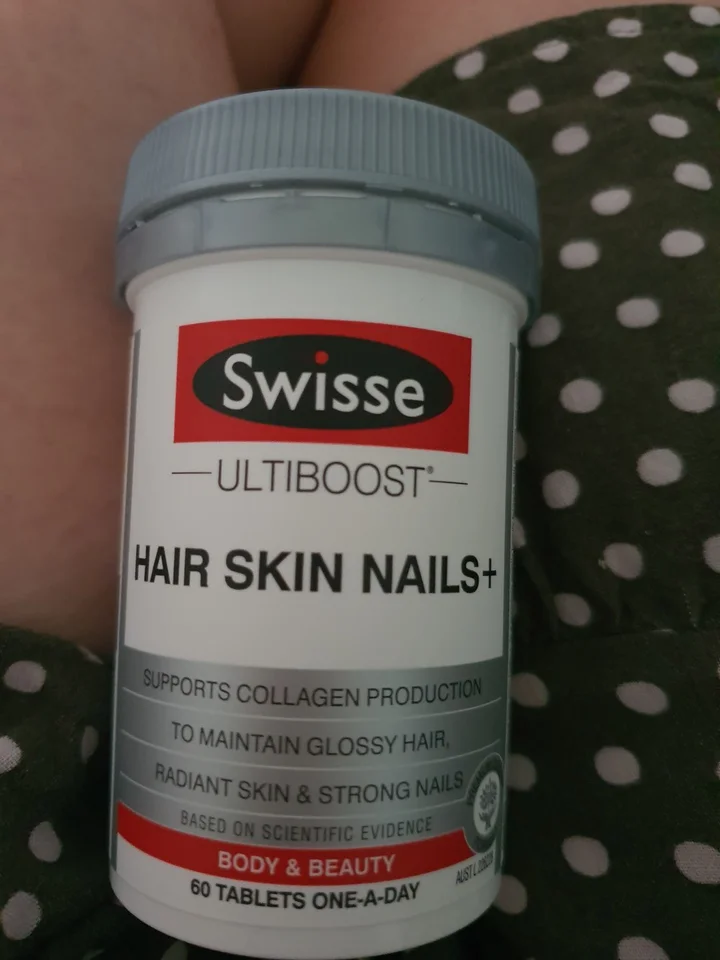 Swisse
ULTIBOOST®
HAIR SKIN NAILS+
SUPPORTS COLLAGEN PRODUCTION
TO MAINTAIN GLOSSY HAIR,
RADIANT SKIN & STRONG NAILS
BASED ON SCIENTIFIC EVIDENCE
BODY & BEAUTY
60 TABLETS ONE-A-DAY
AUST L